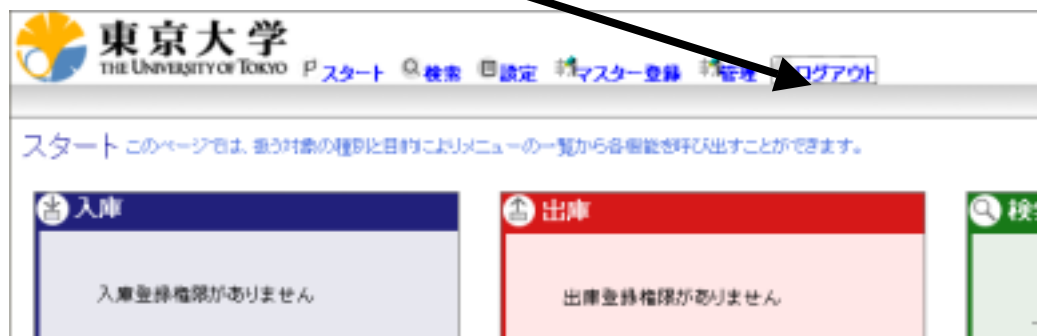 東京大学
THE UNIVERSITY OF TOKYO スタート 検索 設定 マスター登録 管理 ログアウト
スタート このページでは、扱う対象の種別と目的によりメニューの一覧から各機能を呼び出すことができます。
入庫 出庫 検
入庫登録権限がありません 出庫登録権限がありません